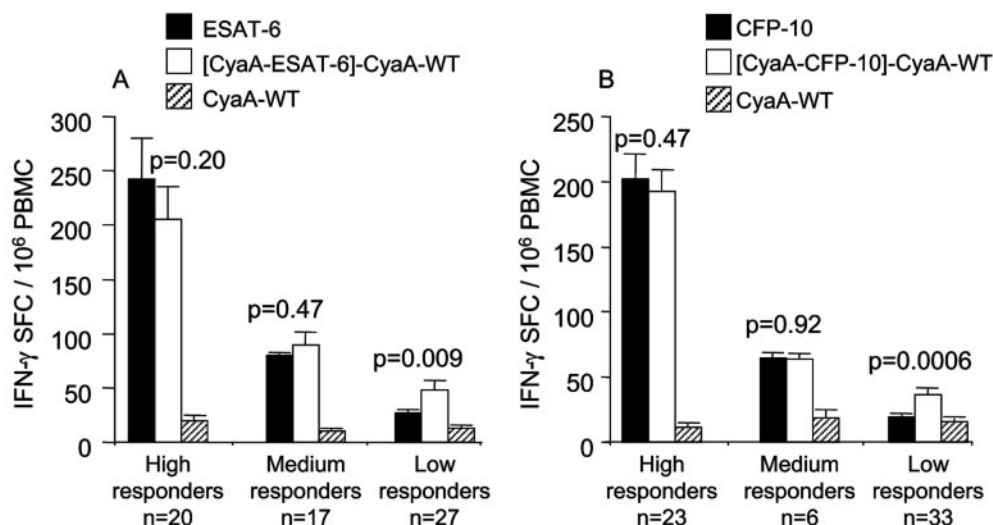 ESAT-6
[CyaA-ESAT-6]-CyaA-WT
CyaA-WT
A
IFN-γ SFC / 10⁶ PBMC
300
250
200
150
100
50
0
p=0.20
p=0.47
p=0.009
High responders n=20
Medium responders n=17
Low responders n=27
CFP-10
[CyaA-CFP-10]-CyaA-WT
CyaA-WT
B
IFN-γ SFC / 10⁶ PBMC
250
200
150
100
50
0
p=0.47
p=0.92
p=0.0006
High responders n=23
Medium responders n=6
Low responders n=33